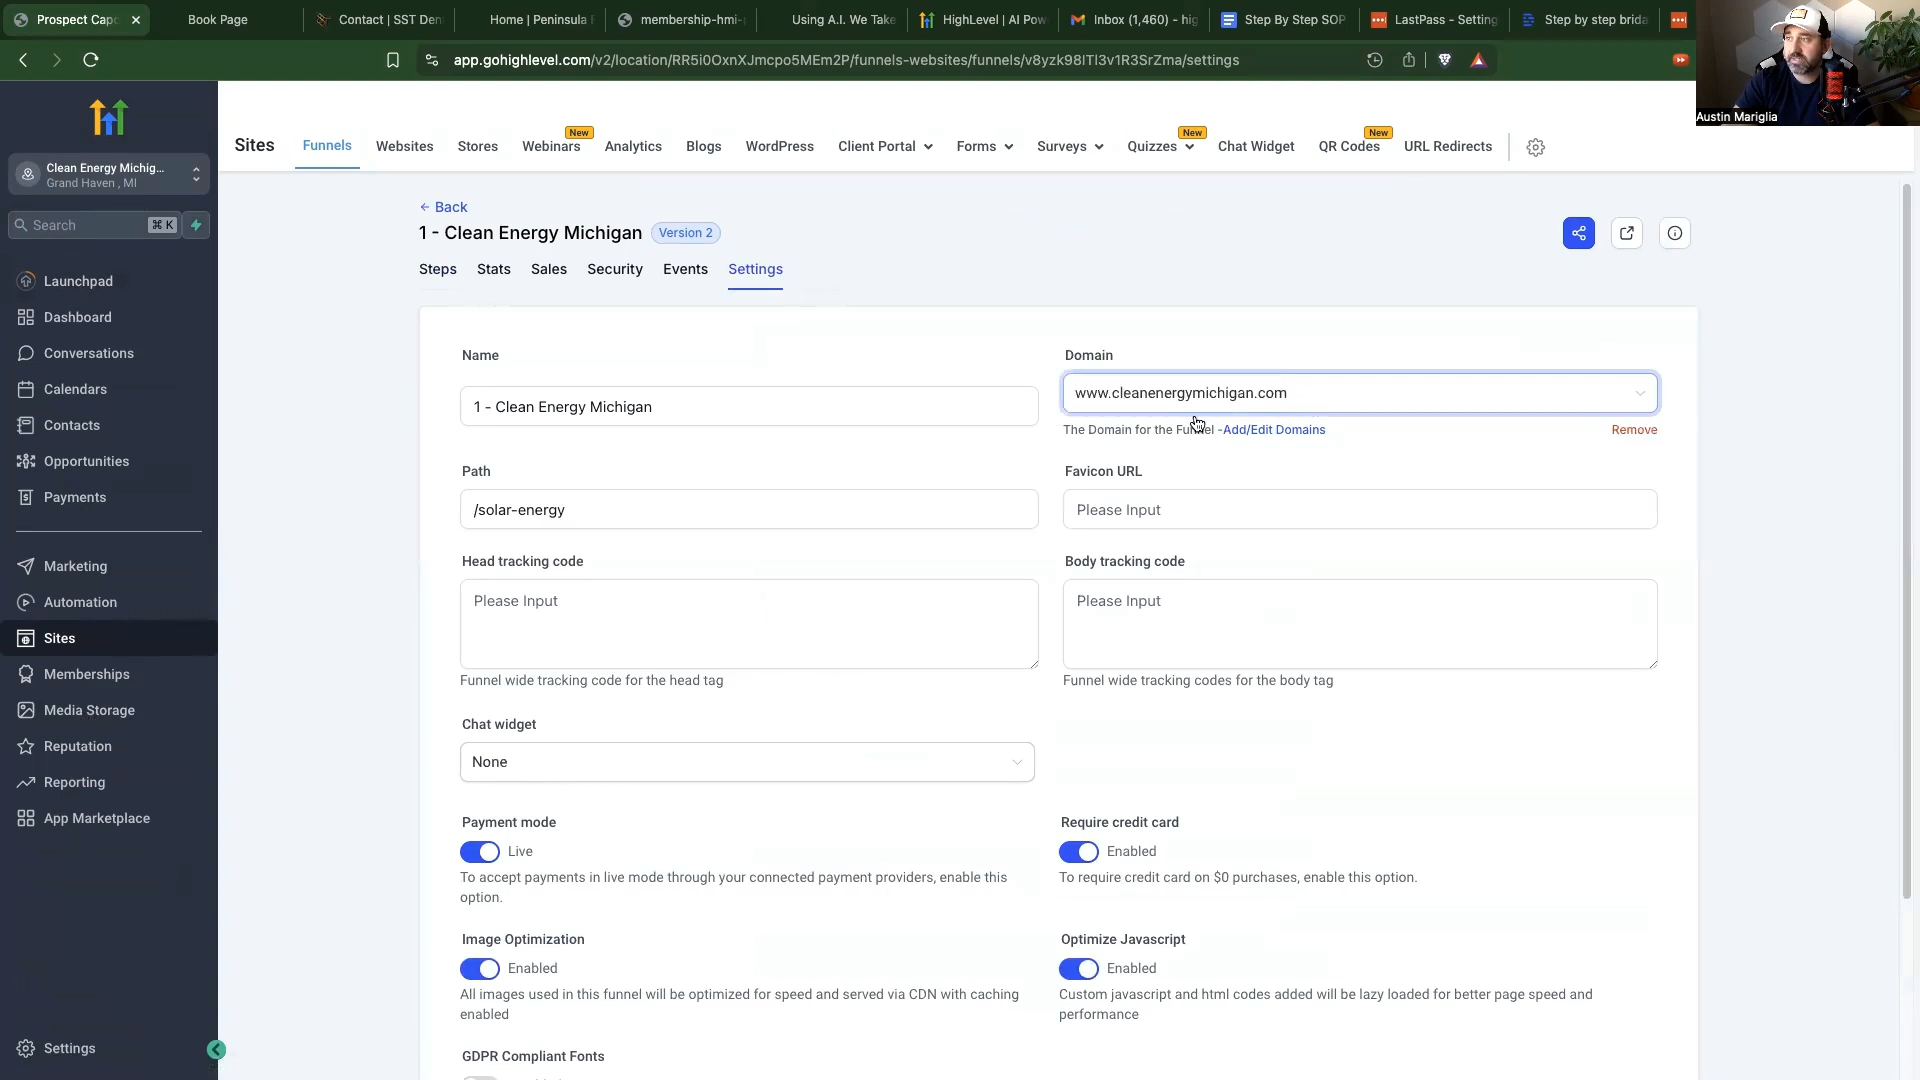 Prospect Cap
Book Page
Contact | SST Den
Home | Peninsula
membership-hmi-
Using A.I. We Take
HighLevel | AI Pow
Inbox (1,460) - hig
Step By Step SOP
LastPass - Setting
Step by step brida
app.gohighlevel.com/v2/location/RR5i0OxnXJmcpo5MEm2P/funnels-websites/funnels/v8yzk98ITl3v1R3SrZma/settings
Austin Mariglia
Clean Energy Michig...
Grand Haven , MI
Search
⌘ K
Launchpad
Dashboard
Conversations
Calendars
Contacts
Opportunities
Payments
Marketing
Automation
Sites
Memberships
Media Storage
Reputation
Reporting
App Marketplace
Settings
New
New
New
Sites
Funnels
Websites
Stores
Webinars
Analytics
Blogs
WordPress
Client Portal
Forms
Surveys
Quizzes
Chat Widget
QR Codes
URL Redirects
← Back
1 - Clean Energy Michigan
Version 2
Steps
Stats
Sales
Security
Events
Settings
Name
1 - Clean Energy Michigan
Domain
www.cleanenergymichigan.com
The Domain for the Funnel -Add/Edit Domains
Remove
Path
/solar-energy
Favicon URL
Please Input
Head tracking code
Please Input
Funnel wide tracking code for the head tag
Body tracking code
Please Input
Funnel wide tracking codes for the body tag
Chat widget
None
Payment mode
Live
To accept payments in live mode through your connected payment providers, enable this
option.
Require credit card
Enabled
To require credit card on $0 purchases, enable this option.
Image Optimization
Enabled
All images used in this funnel will be optimized for speed and served via CDN with caching
enabled
Optimize Javascript
Enabled
Custom javascript and html codes added will be lazy loaded for better page speed and
performance
GDPR Compliant Fonts